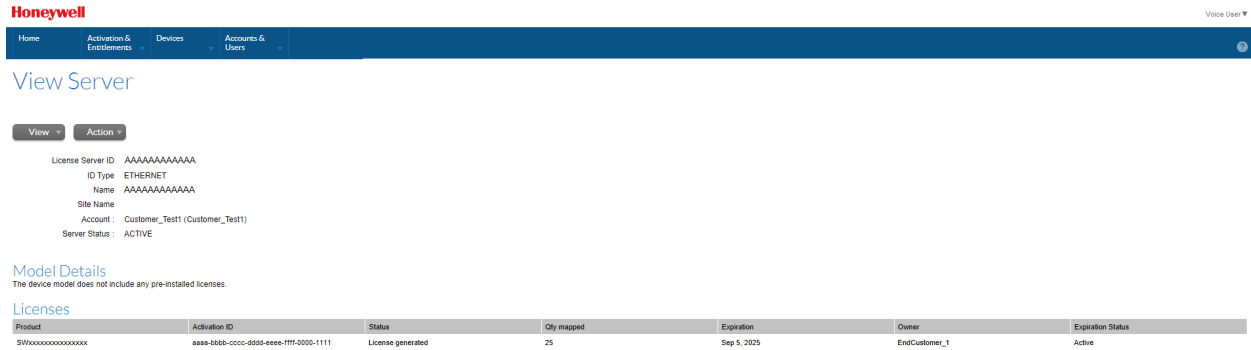 Honeywell
Voice User▼
Home Activation & Entitlements Devices Accounts & Users ?
View Server
View Action
License Server ID AAAAAAAAAAAA
ID Type ETHERNET
Name AAAAAAAAAAAA
Site Name
Account : Customer_Test1 (Customer_Test1)
Server Status : ACTIVE
Model Details
The device model does not include any pre-installed licenses.
Licenses
Product Activation ID Status Qty mapped Expiration Owner Expiration Status
SWxxxxxxxxxxxxxxx aaaa-bbbb-cccc-dddd-eeee-ffff-0000-1111 License generated 25 Sep 5, 2025 EndCustomer_1 Active